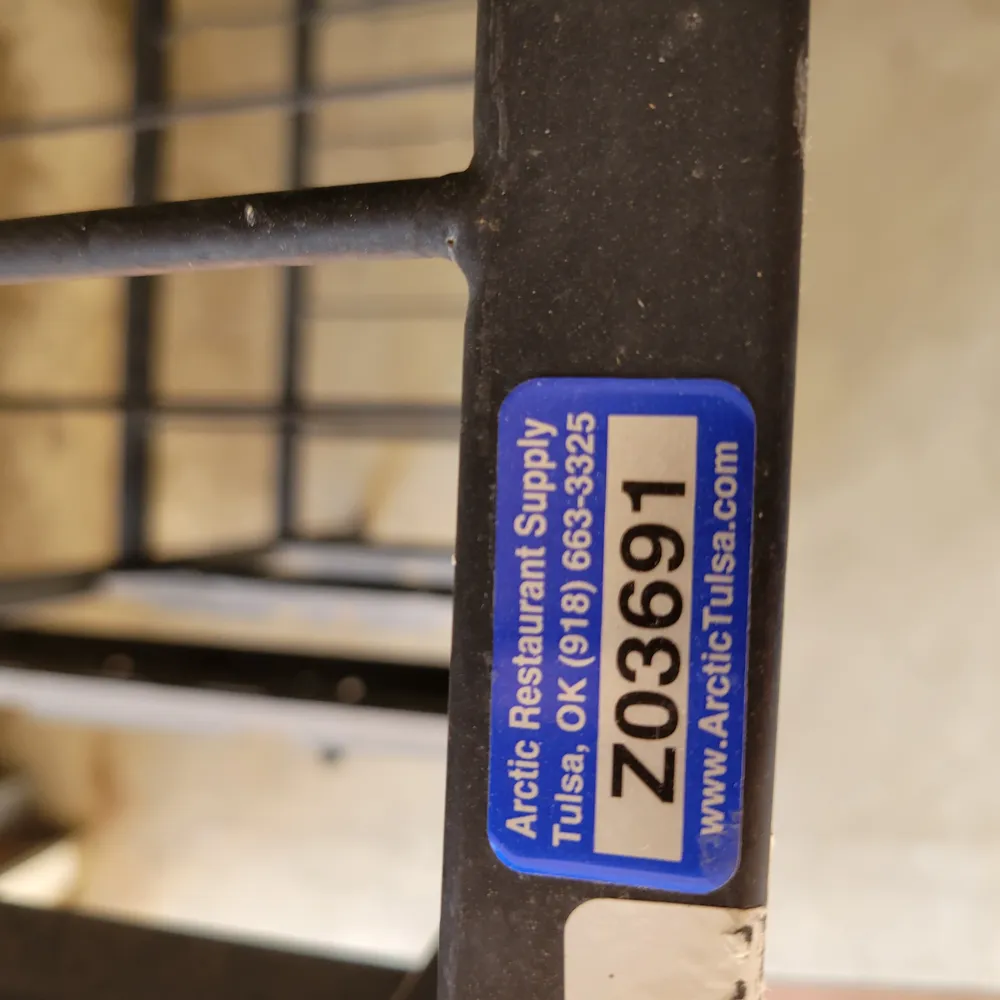 Arctic Restaurant Supply
Tulsa, OK (918) 663-3325
Z03691
www.ArcticTulsa.com